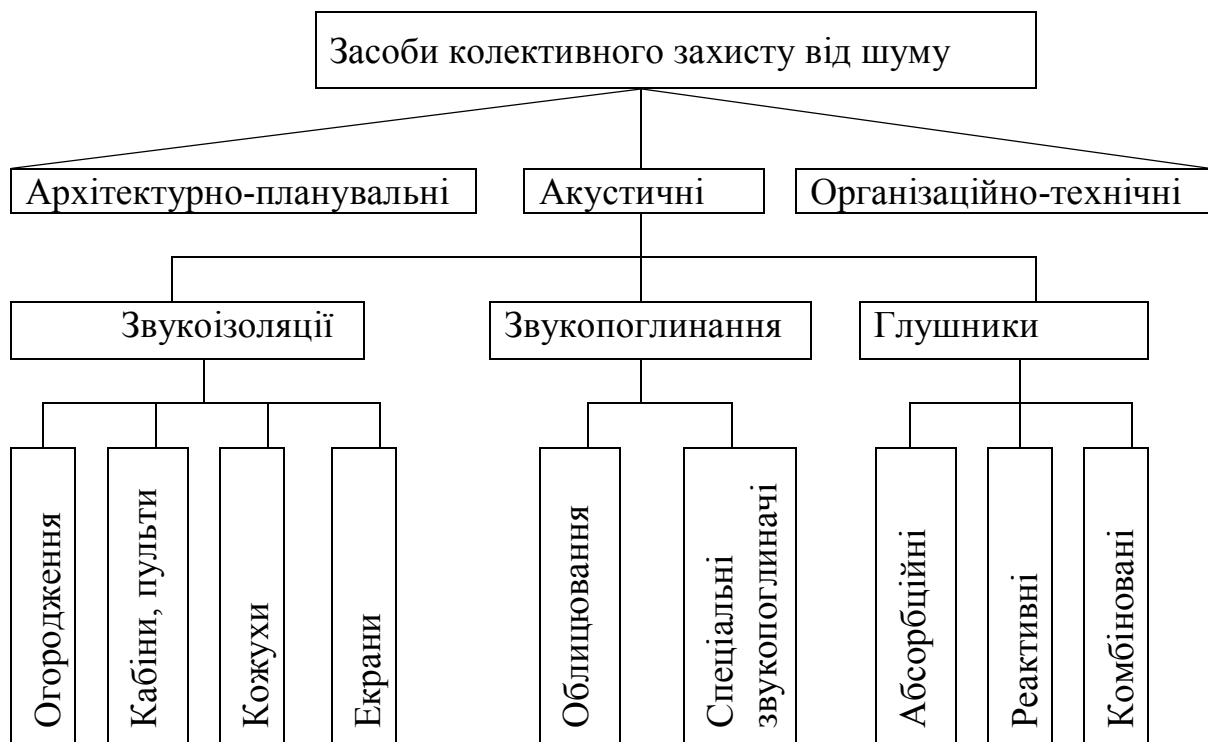 Засоби колективного захисту від шуму
Архітектурно-планувальні
Акустичні
Організаційно-технічні
Звукоізоляції
Звукопоглинання
Глушники
Огородження
Кабіни, пульти
Кожухи
Екрани
Облицювання
Спеціальні
звукопоглиначі
Абсорбційні
Реактивні
Комбіновані